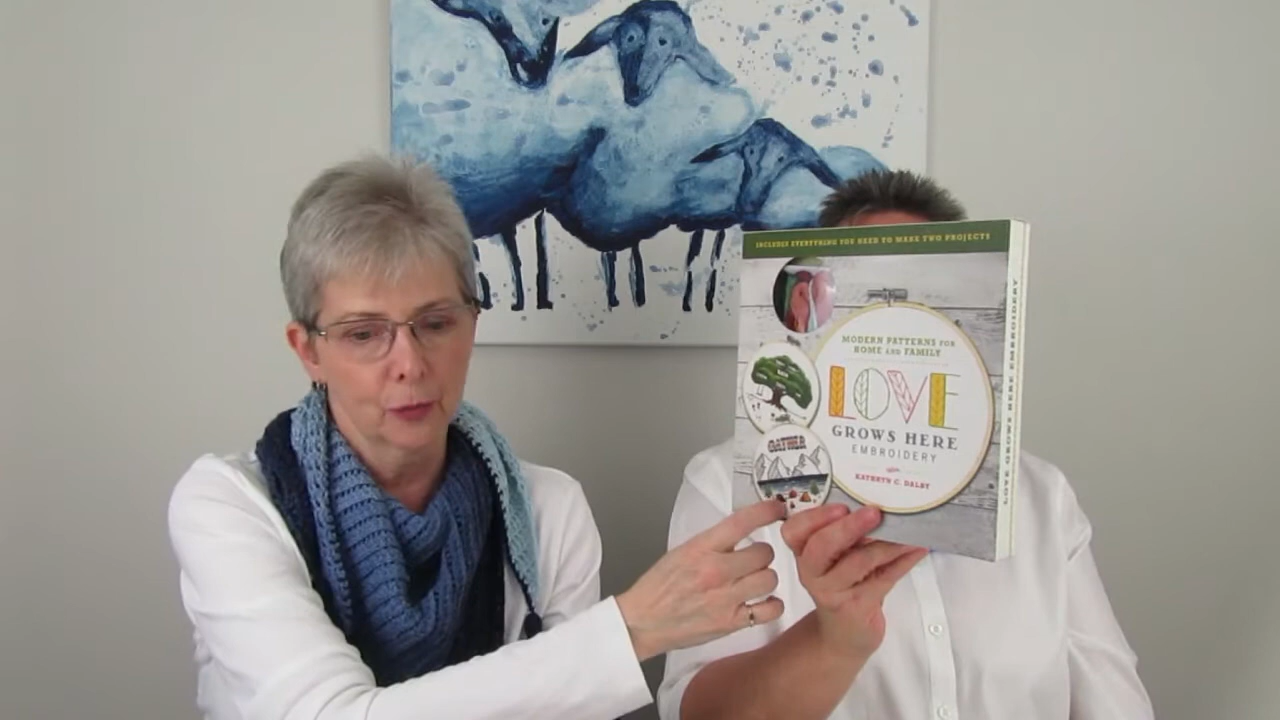 INCLUDES EVERYTHING YOU NEED TO MAKE TWO PROJECTS
MODERN PATTERNS FOR
HOME AND FAMILY
LOVE
GROWS HERE
EMBROIDERY
KATHRYN C. DALBY
GATHER
LOVE GROWS HERE EMBROIDERY